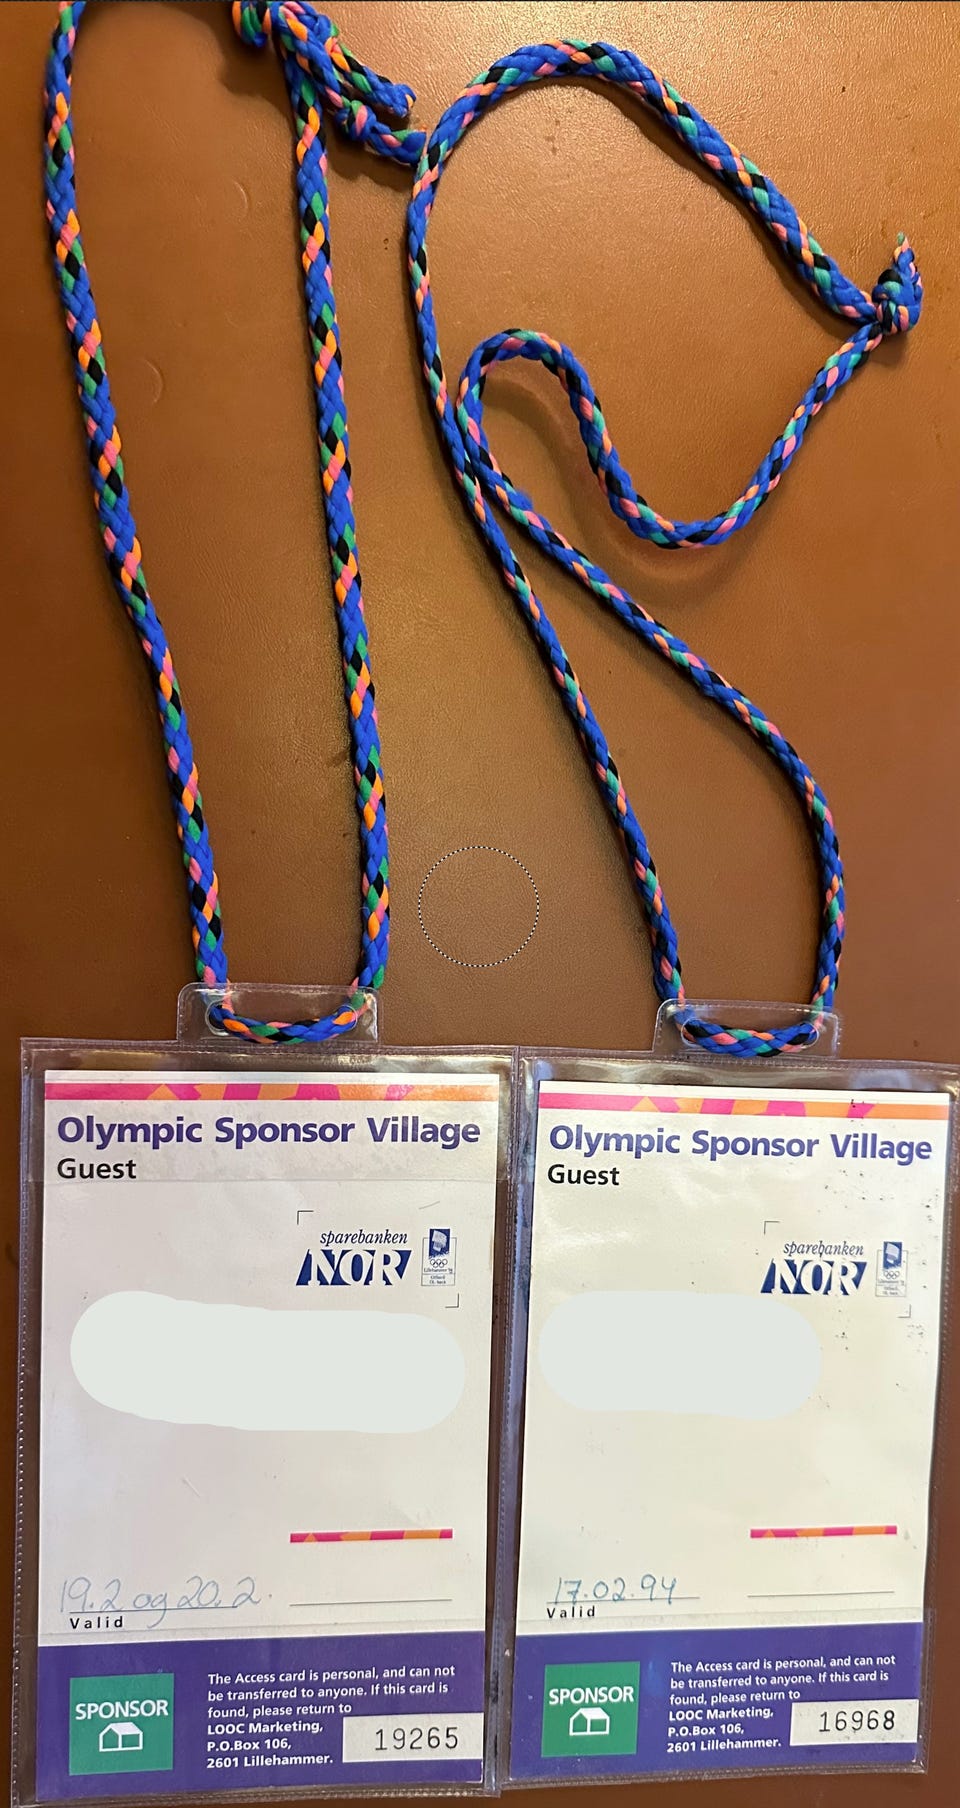 Olympic Sponsor Village
Guest
sparebanken
NOR
Lillehammer '94
19.2 og 20.2.
Valid
SPONSOR
The Access card is personal, and can not
be transferred to anyone. If this card is
found, please return to
LOOC Marketing,
P.O.Box 106,
2601 Lillehammer.
19265
Olympic Sponsor Village
Guest
sparebanken
NOR
17.02.94
Valid
SPONSOR
The Access card is personal, and can not
be transferred to anyone. If this card is
found, please return to
LOOC Marketing,
P.O.Box 106,
2601 Lillehammer.
16968